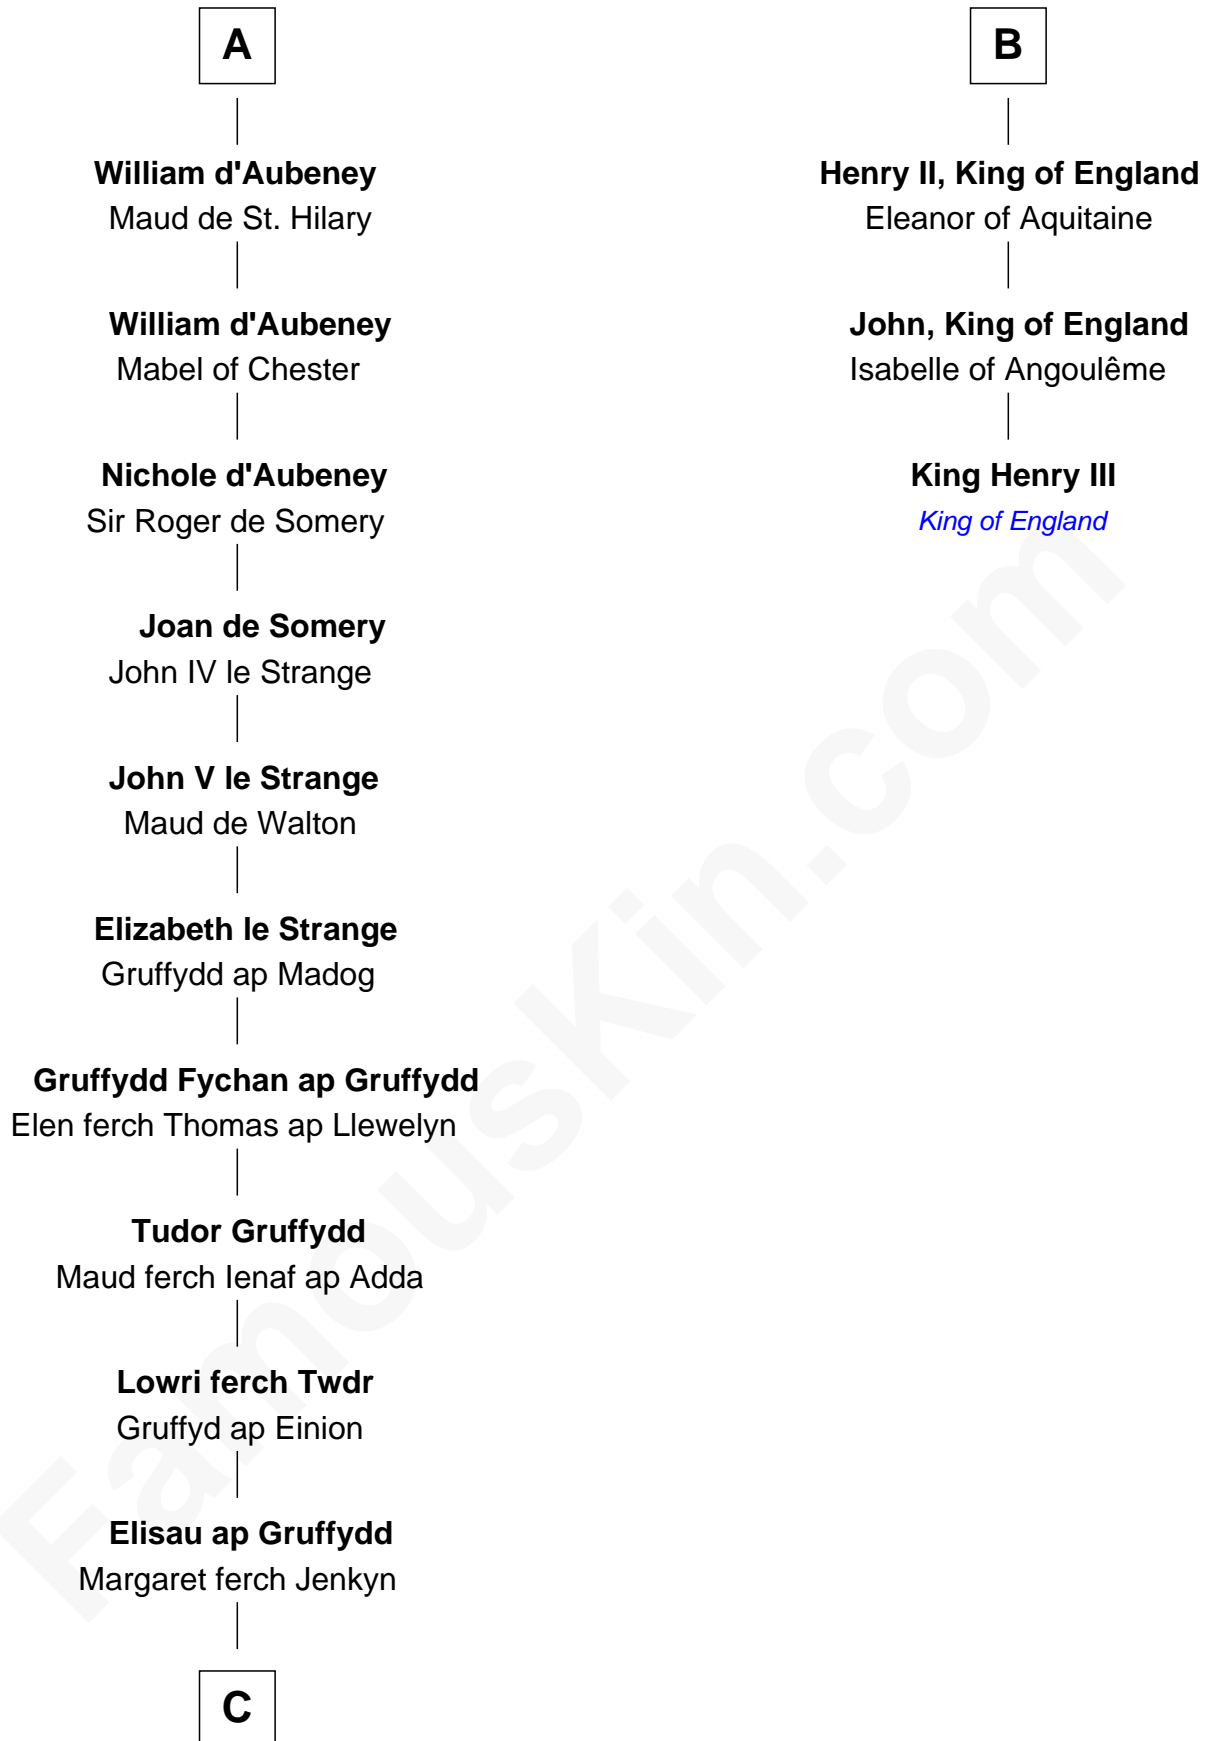 A
William d'Aubeney
Maud de St. Hilary
William d'Aubeney
Mabel of Chester
Nichole d'Aubeney
Sir Roger de Somery
Joan de Somery
John IV le Strange
John V le Strange
Maud de Walton
Elizabeth le Strange
Gruffydd ap Madog
Gruffydd Fychan ap Gruffydd
Elen ferch Thomas ap Llewelyn
Tudor Gruffydd
Maud ferch Ienaf ap Adda
Lowri ferch Twdr
Gruffyd ap Einion
Elisau ap Gruffydd
Margaret ferch Jenkyn
C
B
Henry II, King of England
Eleanor of Aquitaine
John, King of England
Isabelle of Angoulême
King Henry III
King of England
FamousKin.com